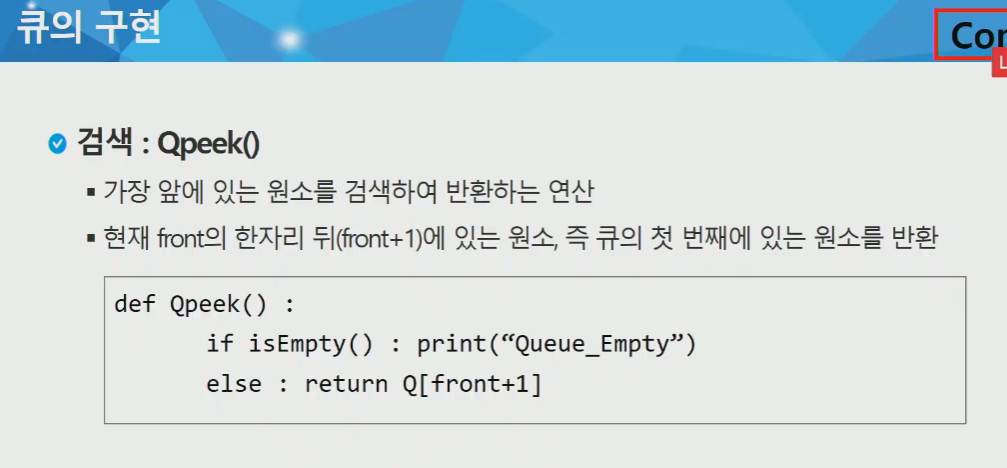 큐의 구현
검색 : Qpeek()
▪ 가장 앞에 있는 원소를 검색하여 반환하는 연산
▪ 현재 front의 한자리 뒤(front+1)에 있는 원소, 즉 큐의 첫 번째에 있는 원소를 반환
def Qpeek() :
if isEmpty() : print(“Queue_Empty”)
else : return Q[front+1]